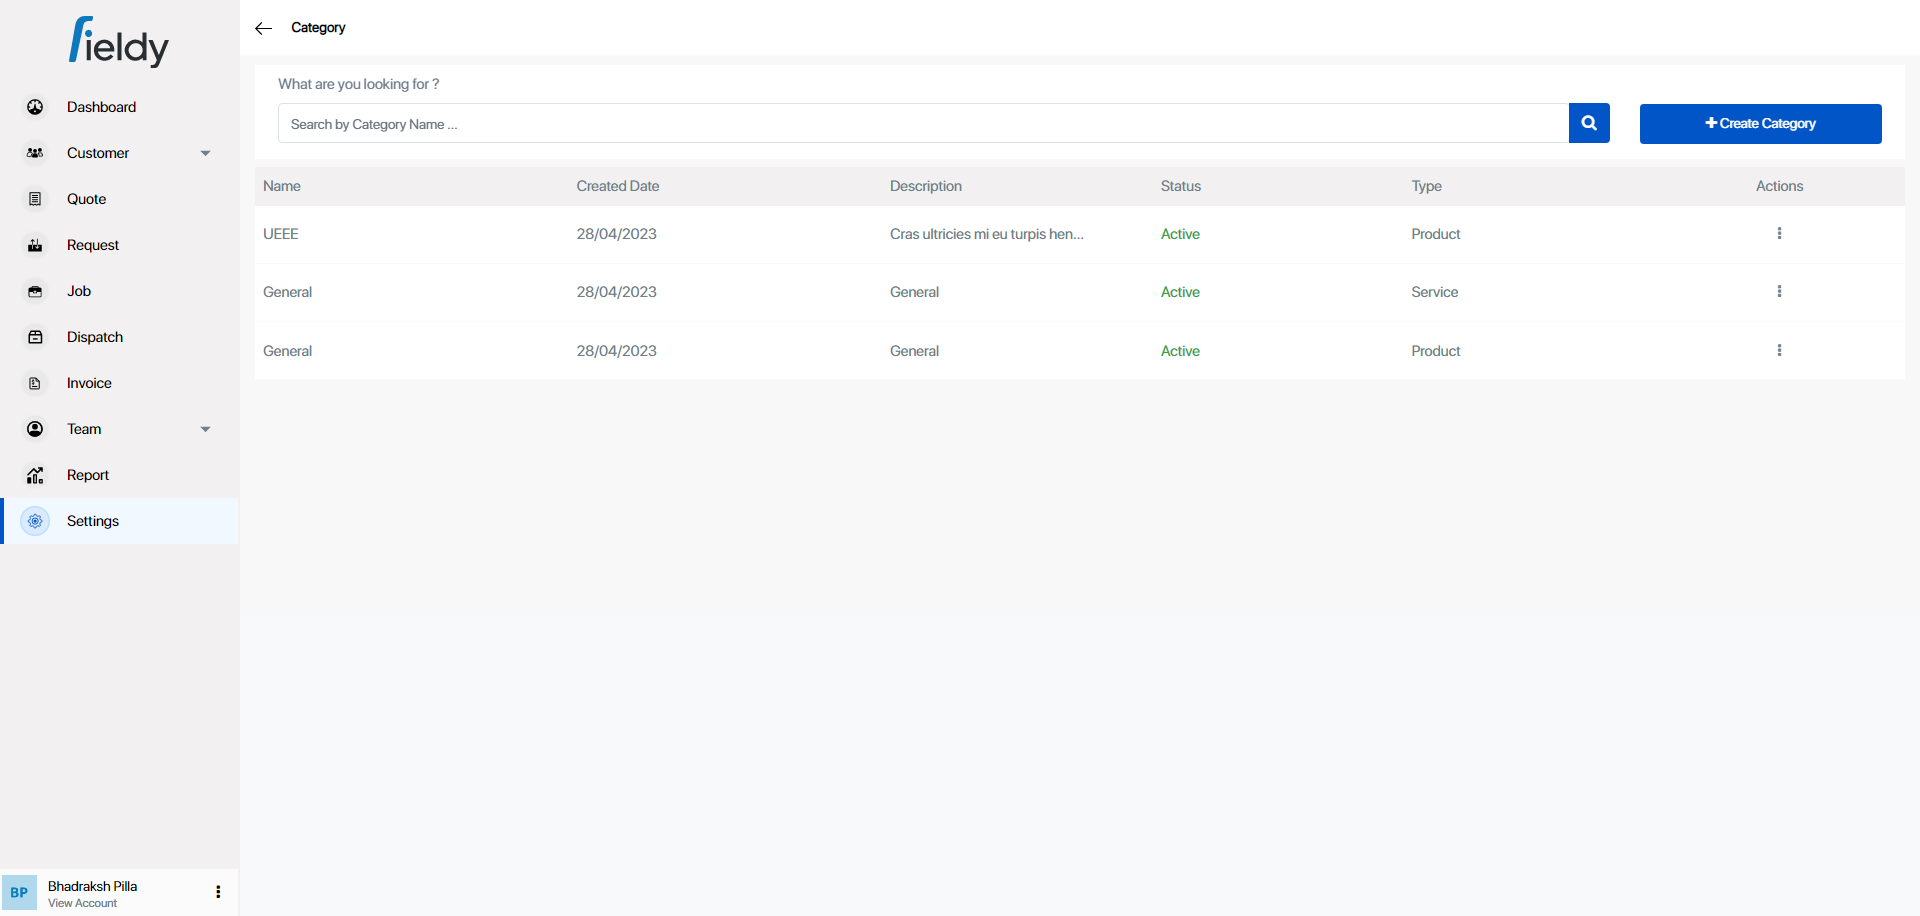 fieldy
Dashboard
Customer
Quote
Request
Job
Dispatch
Invoice
Team
Report
Settings
BP
Bhadraksh Pilla
View Account
Category
What are you looking for ?
Search by Category Name ...
Create Category
Name Created Date Description Status Type Actions
UEEE 28/04/2023 Cras ultricies mi eu turpis hen... Active Product
General 28/04/2023 General Active Service
General 28/04/2023 General Active Product